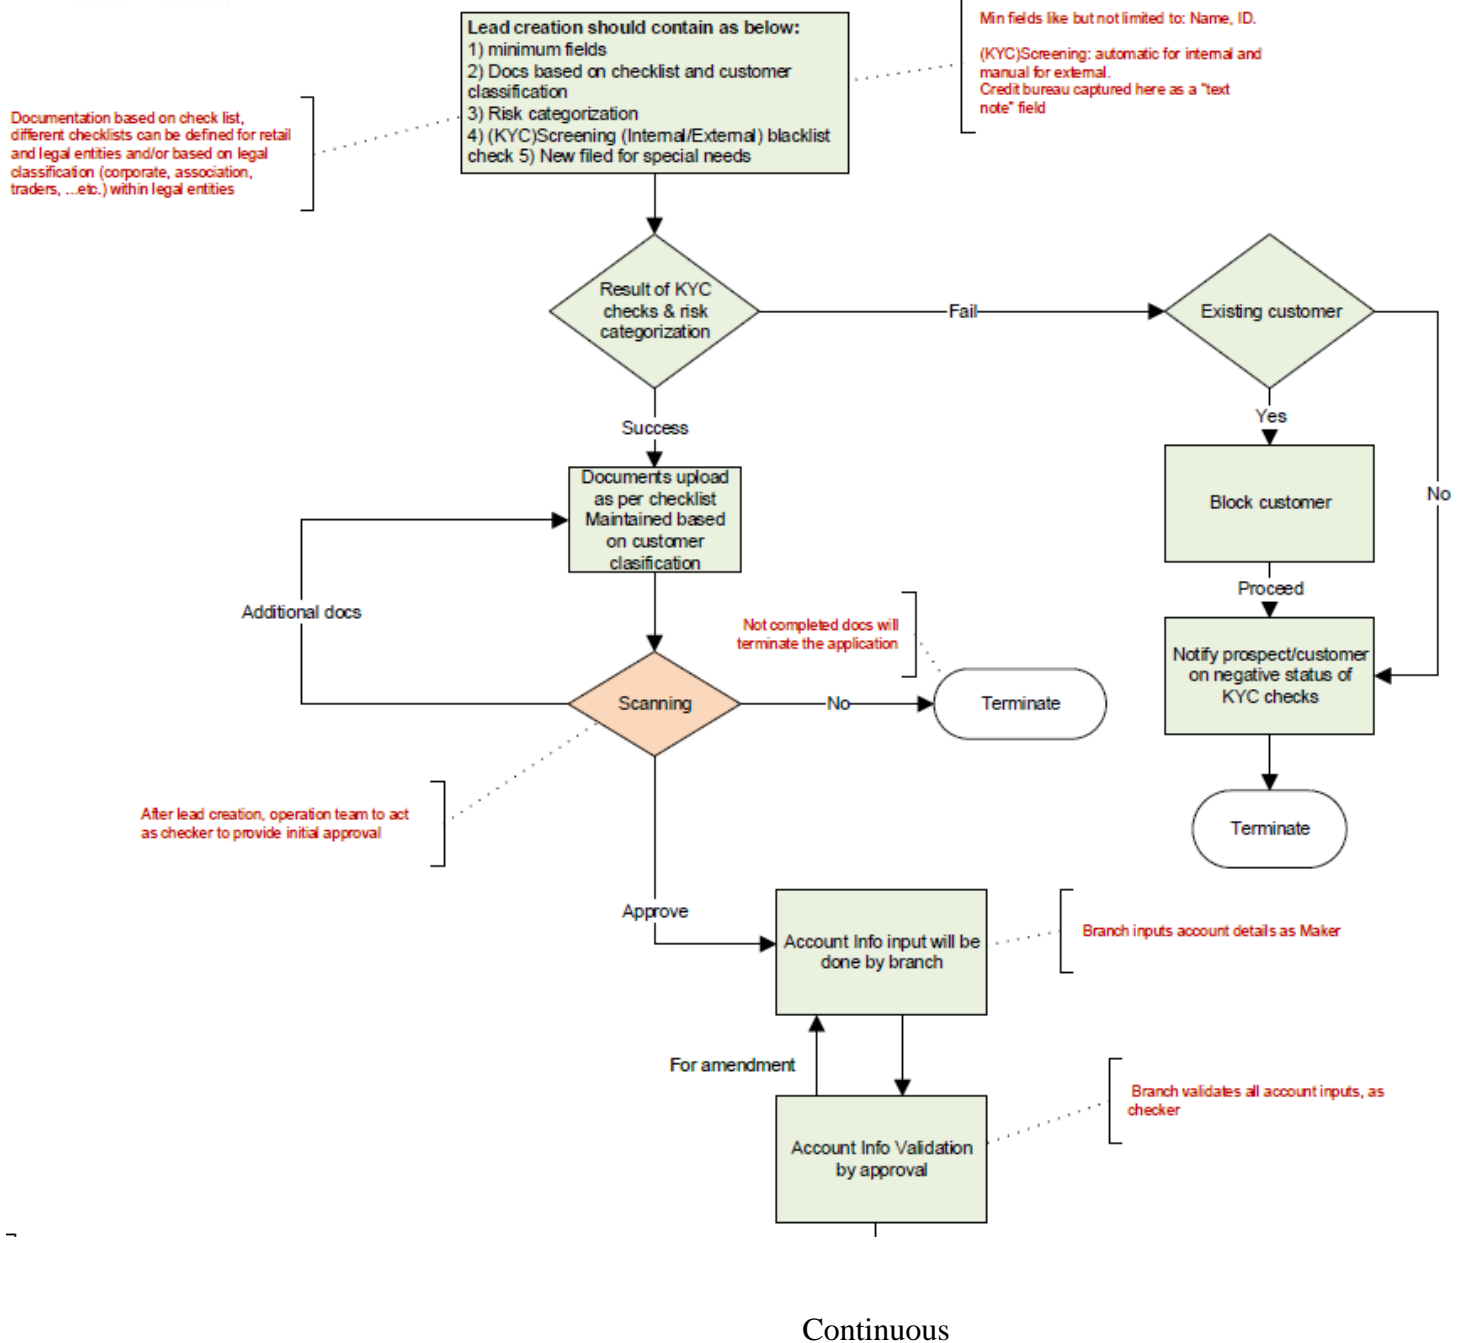 Lead creation should contain as below:
1) minimum fields
2) Docs based on checklist and customer
classification
3) Risk categorization
4) (KYC)Screening (Internal/External) blacklist
check 5) New filed for special needs
Min fields like but not limited to: Name, ID.
(KYC)Screening: automatic for internal and
manual for external.
Credit bureau captured here as a "text
note" field
Documentation based on check list,
different checklists can be defined for retail
and legal entities and/or based on legal
classification (corporate, association,
traders, ...etc.) within legal entities
Result of KYC
checks & risk
categorization
Fail
Existing customer
Success
Yes
No
Documents upload
as per checklist
Maintained based
on customer
clasification
Block customer
Proceed
Additional docs
Not completed docs will
terminate the application
Notify prospect/customer
on negative status of
KYC checks
Scanning
No
Terminate
Terminate
After lead creation, operation team to act
as checker to provide initial approval
Approve
Account Info input will be
done by branch
Branch inputs account details as Maker
For amendment
Branch validates all account inputs, as
checker
Account Info Validation
by approval
Continuous